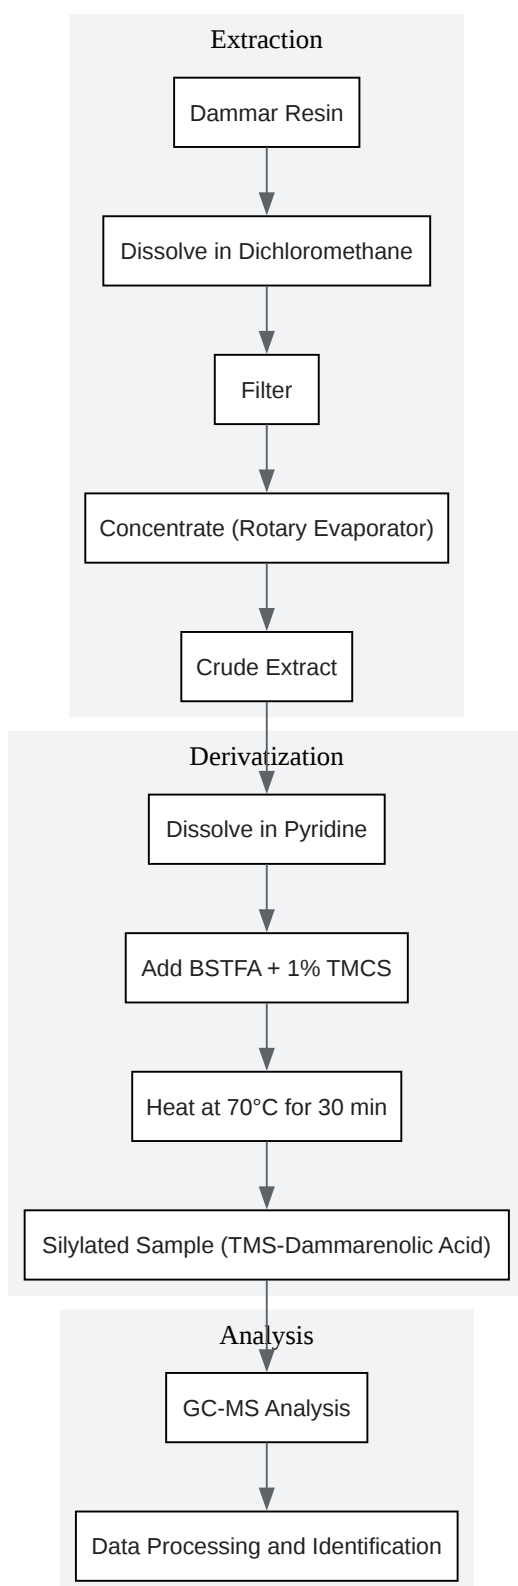 Extraction
Dammar Resin
Dissolve in Dichloromethane
Filter
Concentrate (Rotary Evaporator)
Crude Extract
Derivatization
Dissolve in Pyridine
Add BSTFA + 1% TMCS
Heat at 70°C for 30 min
Silylated Sample (TMS-Dammarenolic Acid)
Analysis
GC-MS Analysis
Data Processing and Identification